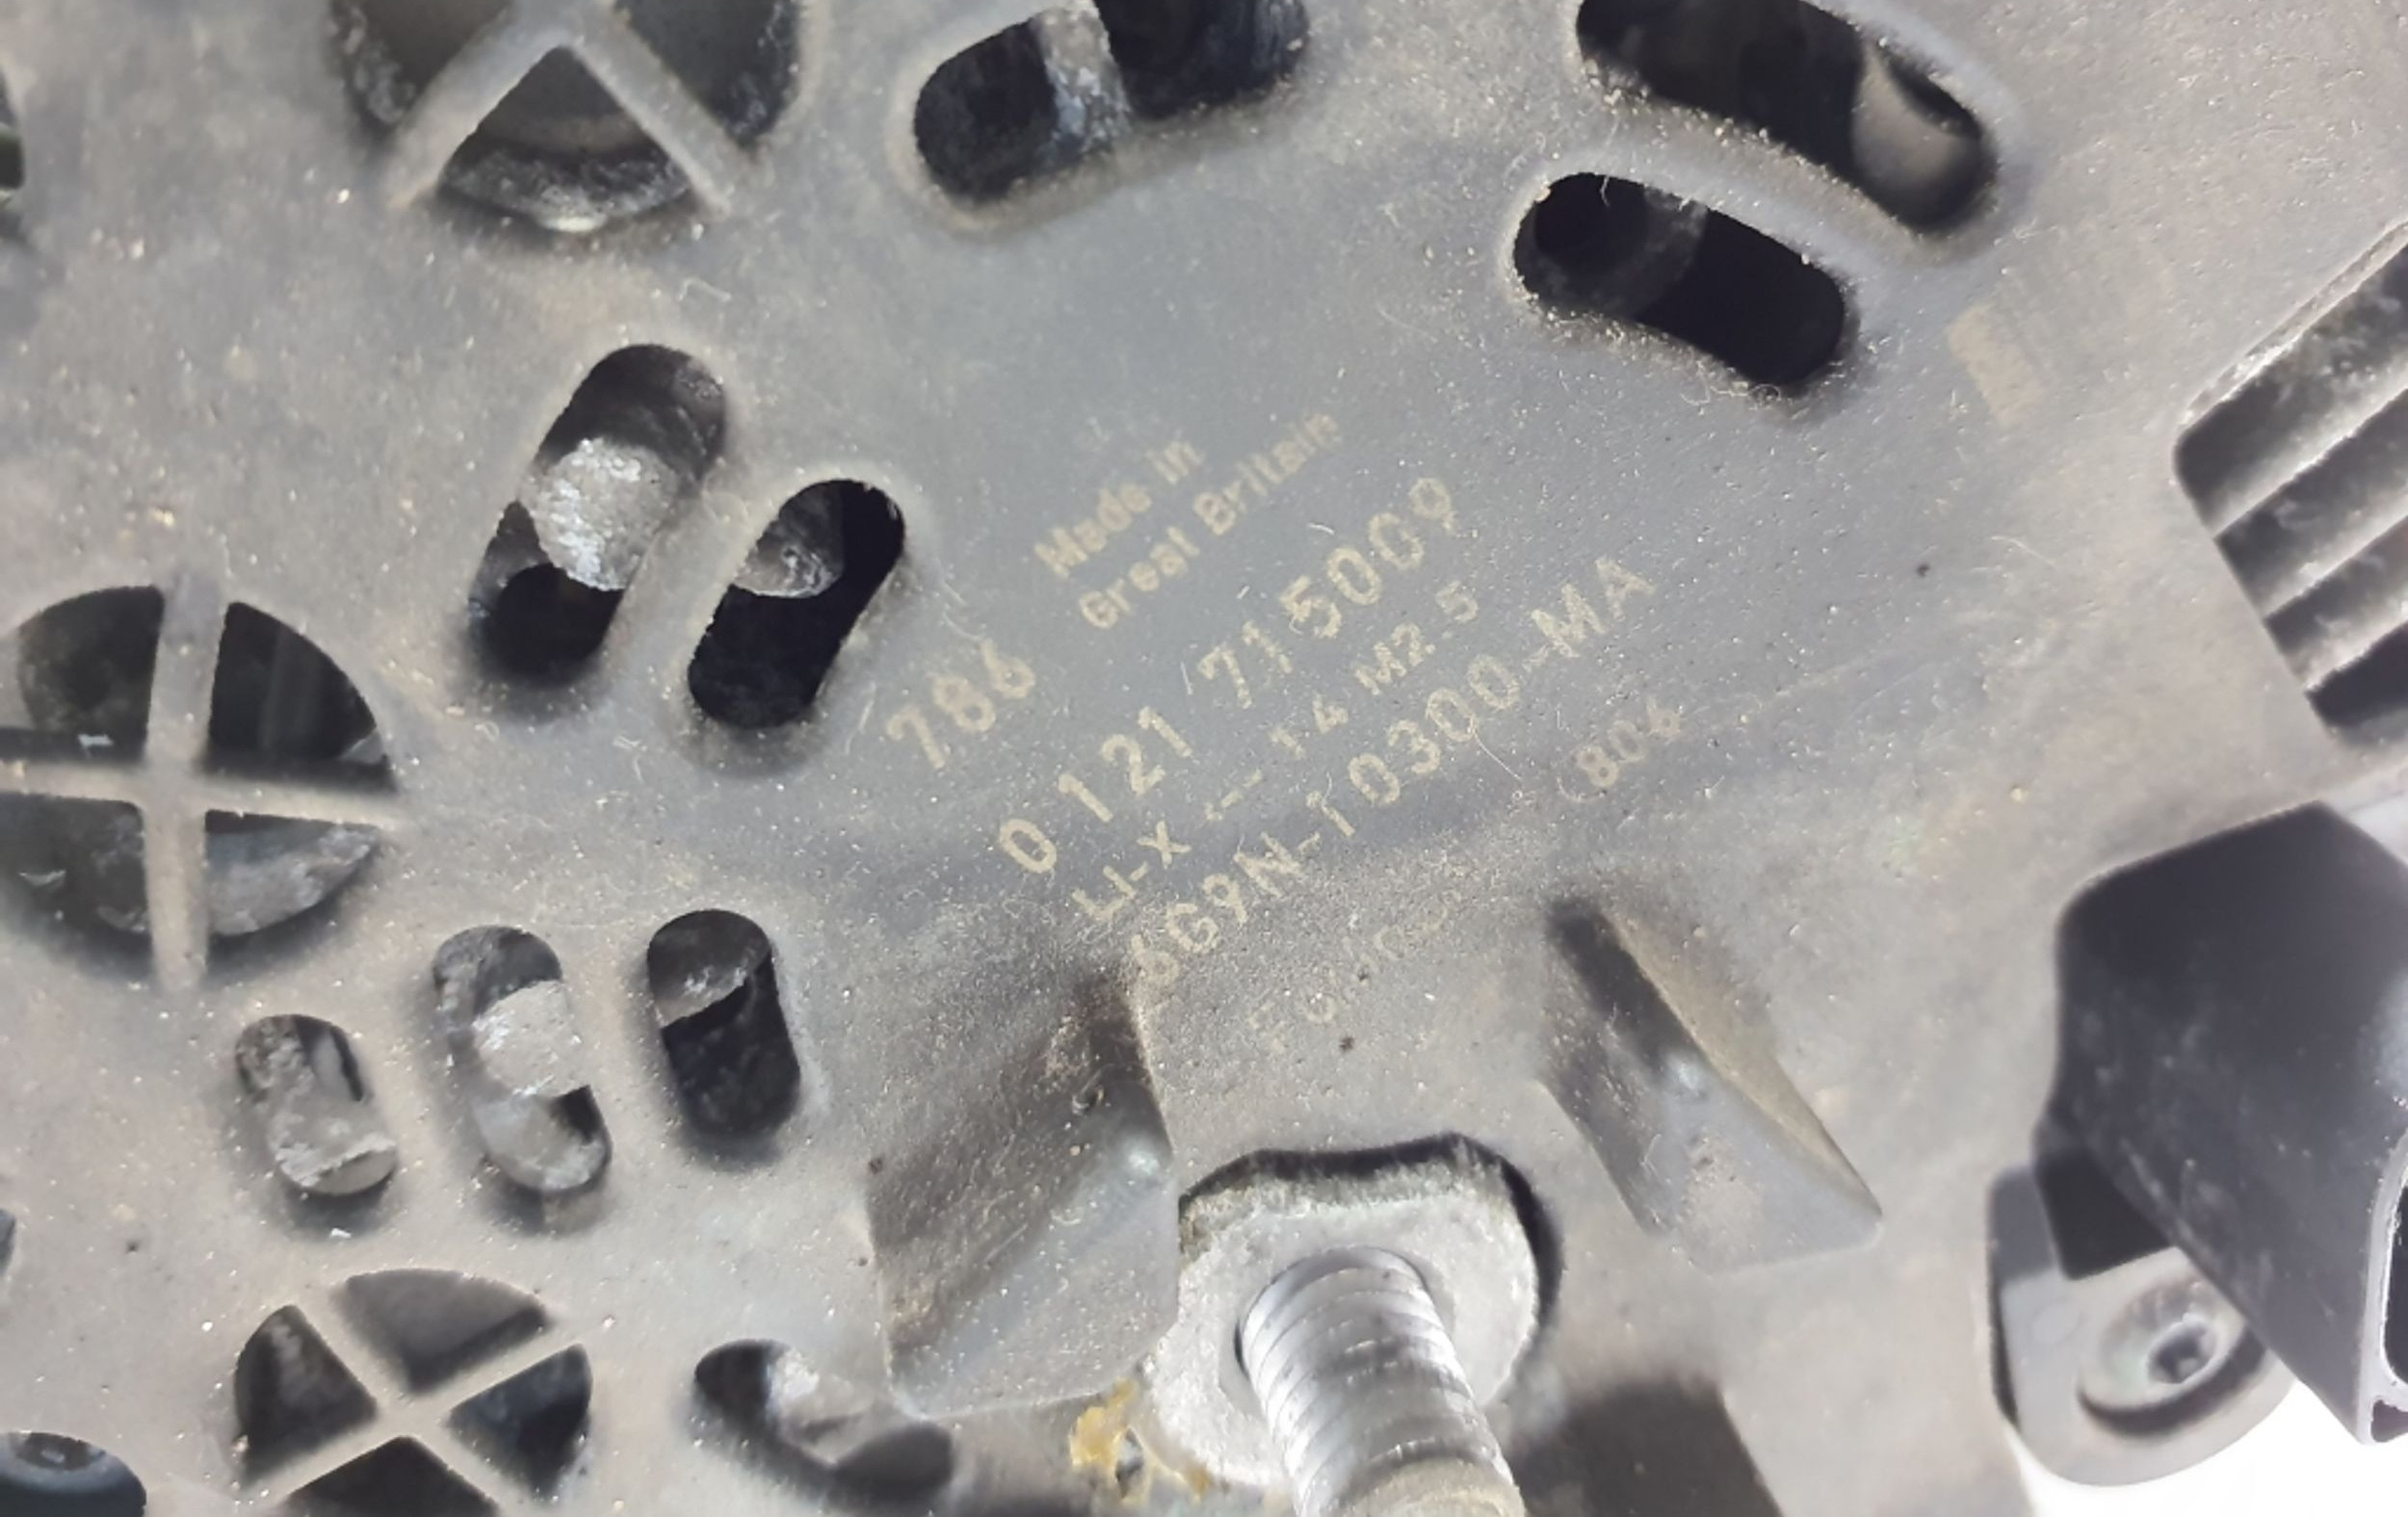 Made in
Great Britain
786
0 121 715009
LI-X --- 14 M2.5
6G9N-10300-MA
806